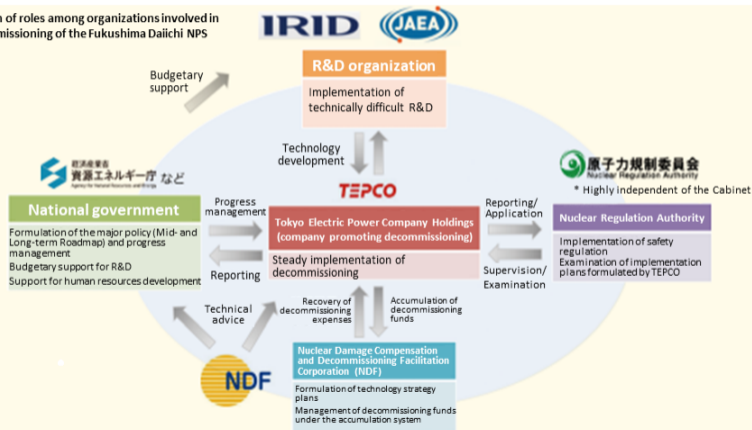 of roles among organizations involved in
missioning of the Fukushima Daiichi NPS
IRID
JAEA
R&D organization
Implementation of
technically difficult R&D
Budgetary
support
Technology
development
経済産業省
資源エネルギー庁 など
Agency for Natural Resources and Energy
National government
Formulation of the major policy (Mid- and
Long-term Roadmap) and progress
management
Budgetary support for R&D
Support for human resources development
Progress
management
Reporting
TEPCO
Tokyo Electric Power Company Holdings
(company promoting decommissioning)
Steady implementation of
decommissioning
Reporting/
Application
Supervision/
Examination
原子力規制委員会
Nuclear Regulation Authority
* Highly independent of the Cabinet
Nuclear Regulation Authority
Implementation of safety
regulation
Examination of implementation
plans formulated by TEPCO
Technical
advice
Recovery of
decommissioning
expenses
Accumulation of
decommissioning
funds
NDF
Nuclear Damage Compensation
and Decommissioning Facilitation
Corporation (NDF)
Formulation of technology strategy
plans
Management of decommissioning funds
under the accumulation system